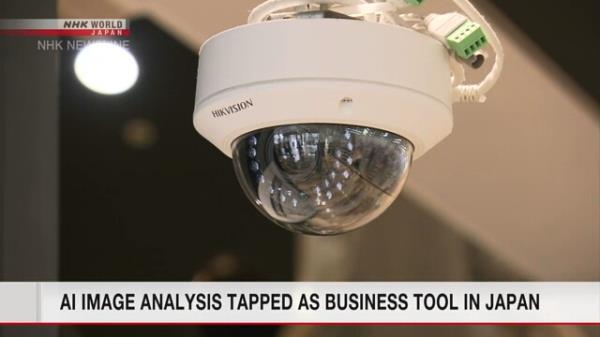 NHK WORLD
JAPAN
NHK NEWSLINE
HIKVISION
AI IMAGE ANALYSIS TAPPED AS BUSINESS TOOL IN JAPAN